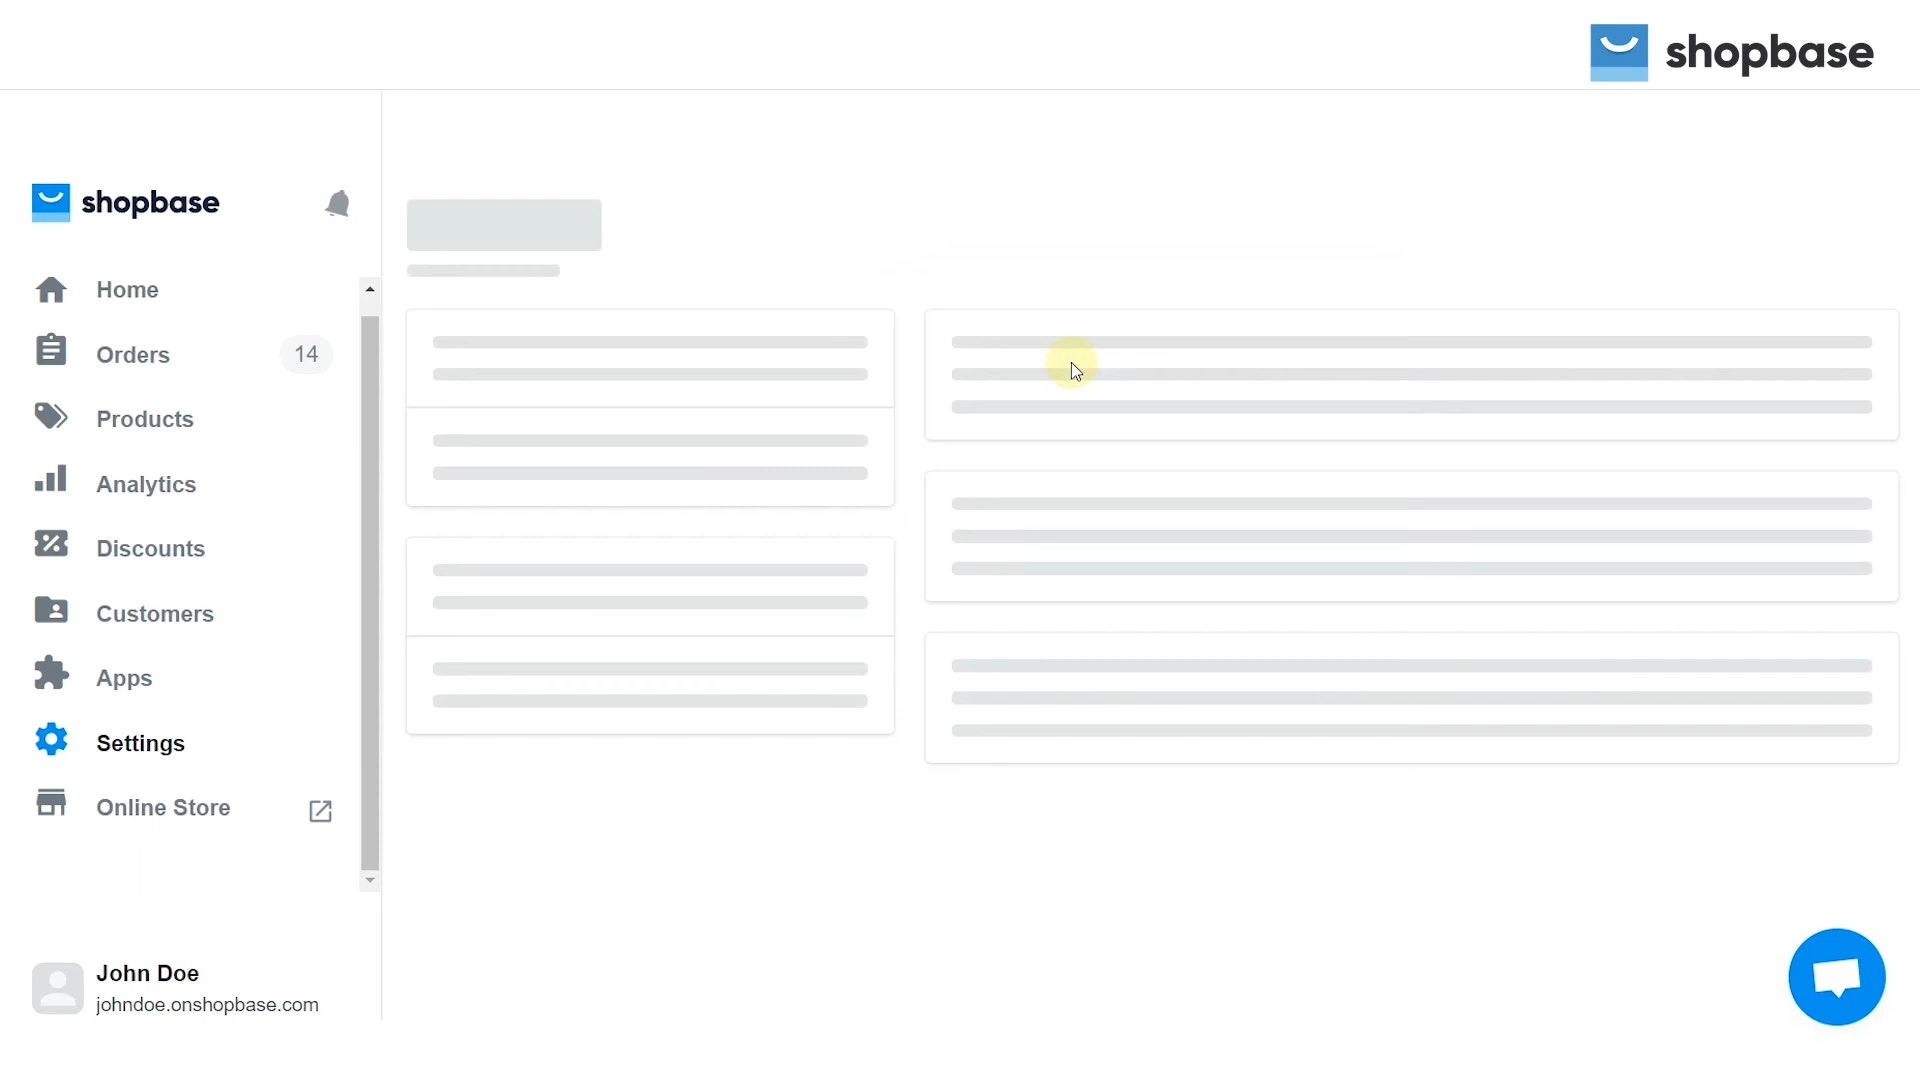 shopbase
shopbase
Home
Orders 14
Products
Analytics
Discounts
Customers
Apps
Settings
Online Store
John Doe
johndoe.onshopbase.com